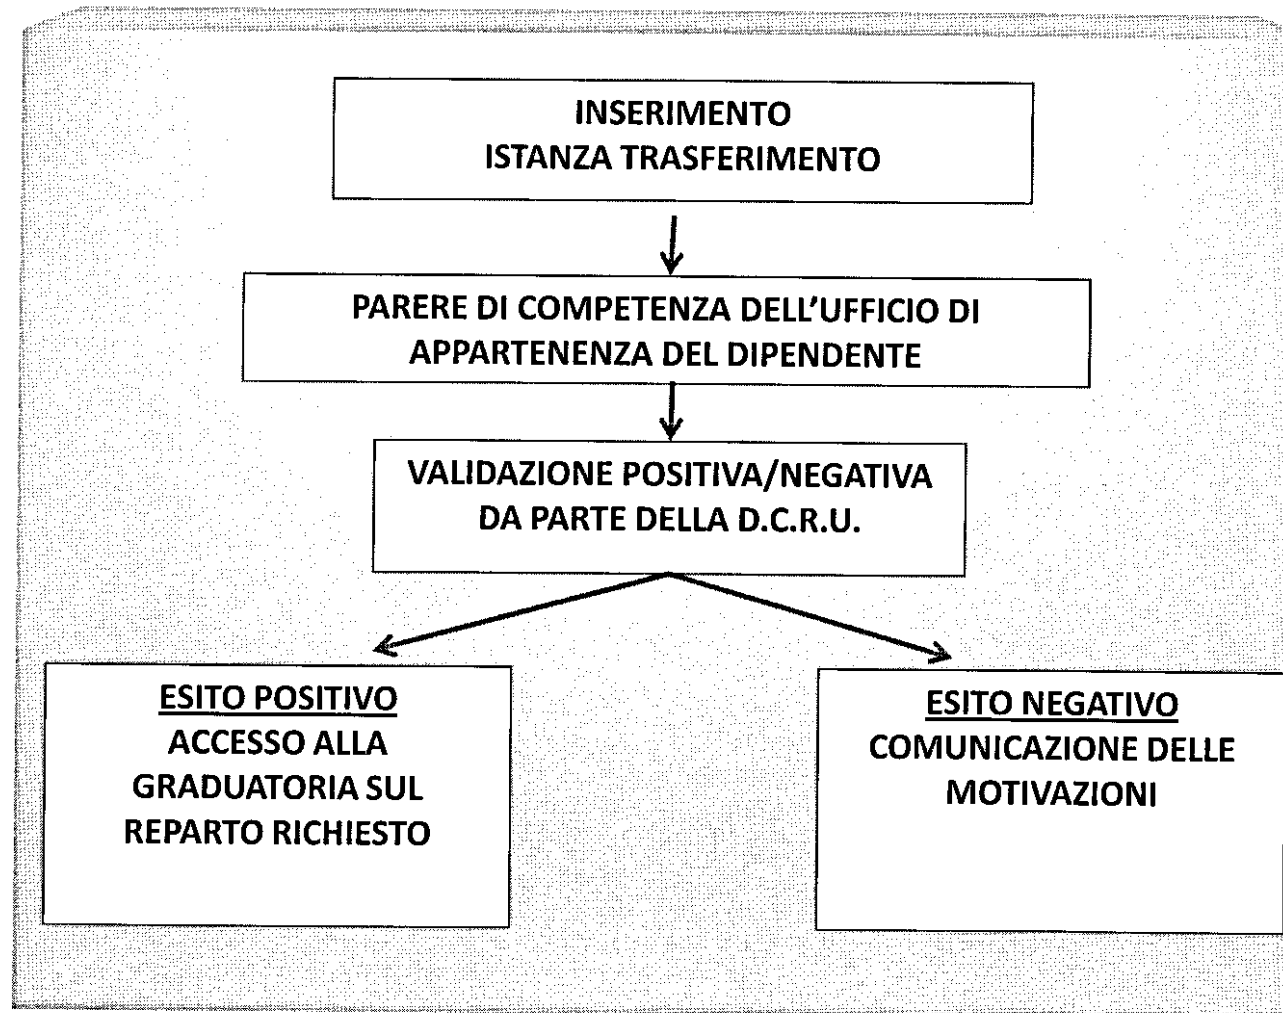 INSERIMENTO
ISTANZA TRASFERIMENTO
PARERE DI COMPETENZA DELL'UFFICIO DI
APPARTENENZA DEL DIPENDENTE
VALIDAZIONE POSITIVA/NEGATIVA
DA PARTE DELLA D.C.R.U.
ESITO POSITIVO
ACCESSO ALLA
GRADUATORIA SUL
REPARTO RICHIESTO
ESITO NEGATIVO
COMUNICAZIONE DELLE
MOTIVAZIONI